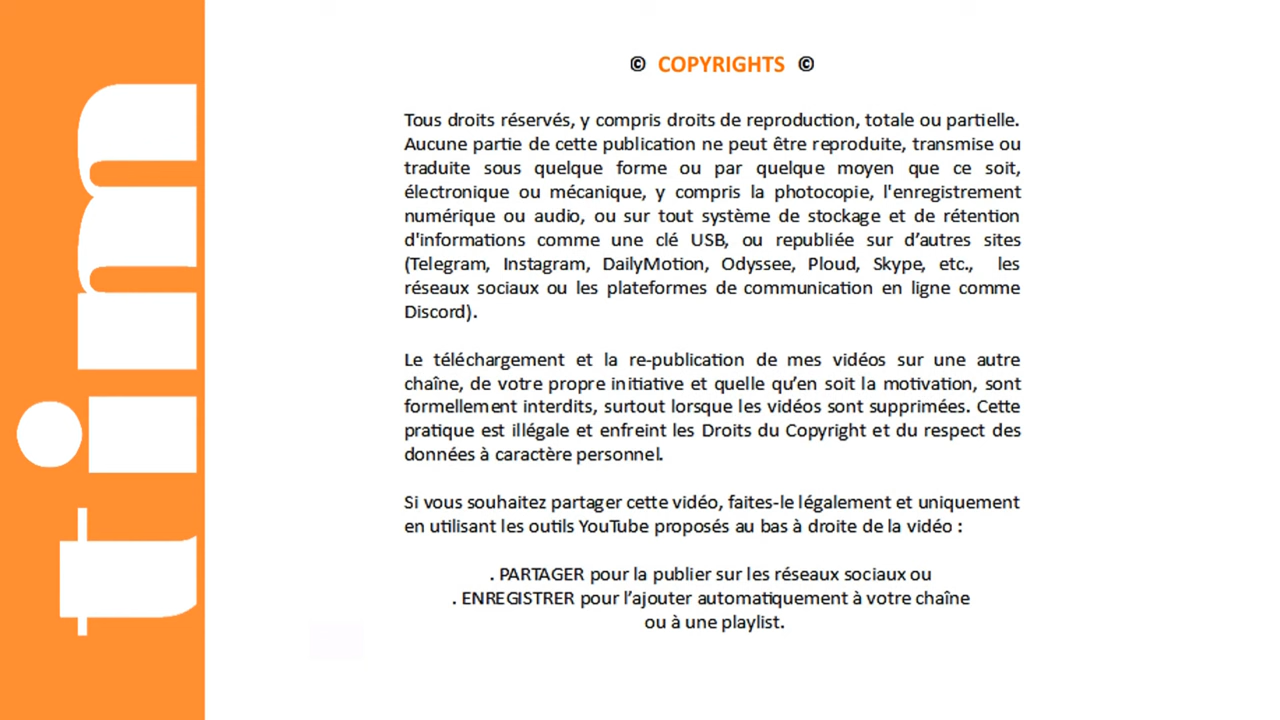 tim
© COPYRIGHTS ©
Tous droits réservés, y compris droits de reproduction, totale ou partielle.
Aucune partie de cette publication ne peut être reproduite, transmise ou
traduite sous quelque forme ou par quelque moyen que ce soit,
électronique ou mécanique, y compris la photocopie, l'enregistrement
numérique ou audio, ou sur tout système de stockage et de rétention
d'informations comme une clé USB, ou republiée sur d’autres sites
(Telegram, Instagram, DailyMotion, Odyssee, Ploud, Skype, etc., les
réseaux sociaux ou les plateformes de communication en ligne comme
Discord).
Le téléchargement et la re-publication de mes vidéos sur une autre
chaîne, de votre propre initiative et quelle qu’en soit la motivation, sont
formellement interdits, surtout lorsque les vidéos sont supprimées. Cette
pratique est illégale et enfreint les Droits du Copyright et du respect des
données à caractère personnel.
Si vous souhaitez partager cette vidéo, faites-le légalement et uniquement
en utilisant les outils YouTube proposés au bas à droite de la vidéo :
. PARTAGER pour la publier sur les réseaux sociaux ou
. ENREGISTRER pour l’ajouter automatiquement à votre chaîne
ou à une playlist.